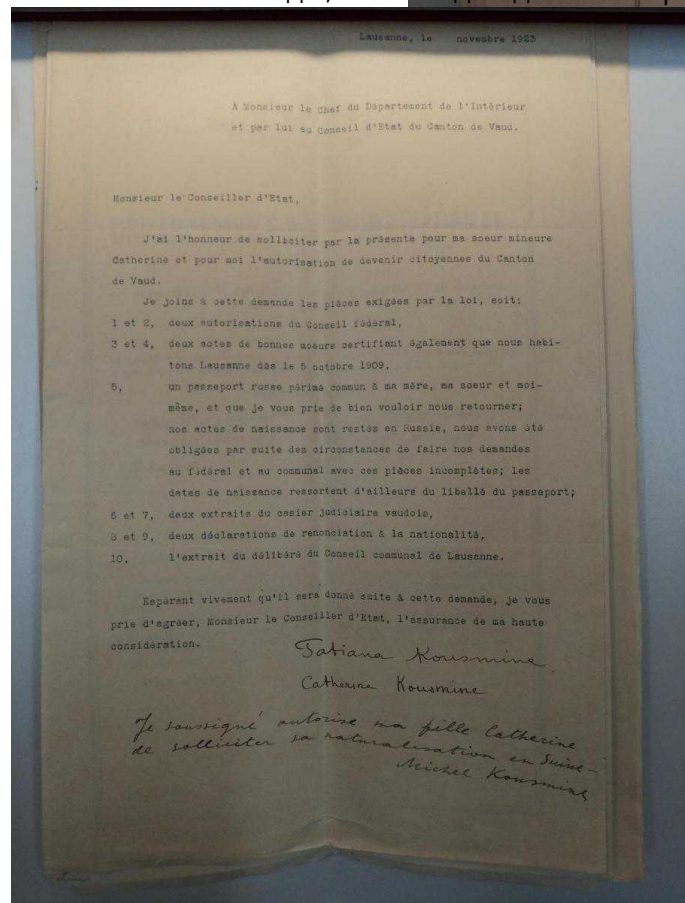 Lausanne, le novembre 1923
A Monsieur le Chef du Département de l'Intérieur
et par lui au Conseil d'Etat du Canton de Vaud.
Monsieur le Conseiller d'Etat,
J'ai l'honneur de solliciter par la présente pour ma soeur mineure
Catherine et pour moi l'autorisation de devenir citoyennes du Canton
de Vaud.
Je joins à cette demande les pièces exigées par la loi, soit:
1 et 2, deux autorisations du Conseil fédéral,
3 et 4, deux actes de bonnes moeurs certifiant également que nous habi-
tons Lausanne dès le 5 octobre 1909,
5, un passeport russe périmé commun à ma mère, ma soeur et moi-
même, et que je vous prie de bien vouloir nous retourner;
nos actes de naissance sont restés en Russie, nous avons été
obligées par suite des circonstances de faire nos demandes
au fédéral et au communal avec ces pièces incomplètes; les
dates de naissance ressortent d'ailleurs du libellé du passeport;
6 et 7, deux extraits du casier judiciaire vaudois,
8 et 9, deux déclarations de renonciation à la nationalité,
10, l'extrait du délibéré du Conseil communal de Lausanne.
Espérant vivement qu'il sera donné suite à cette demande, je vous
prie d'agréer, Monsieur le Conseiller d'Etat, l'assurance de ma haute
considération.
Tatiana Kousmine
Catherine Kousmine
Je soussigné autorise ma fille Catherine
de solliciter sa naturalisation en Suisse
Michel Kousmine